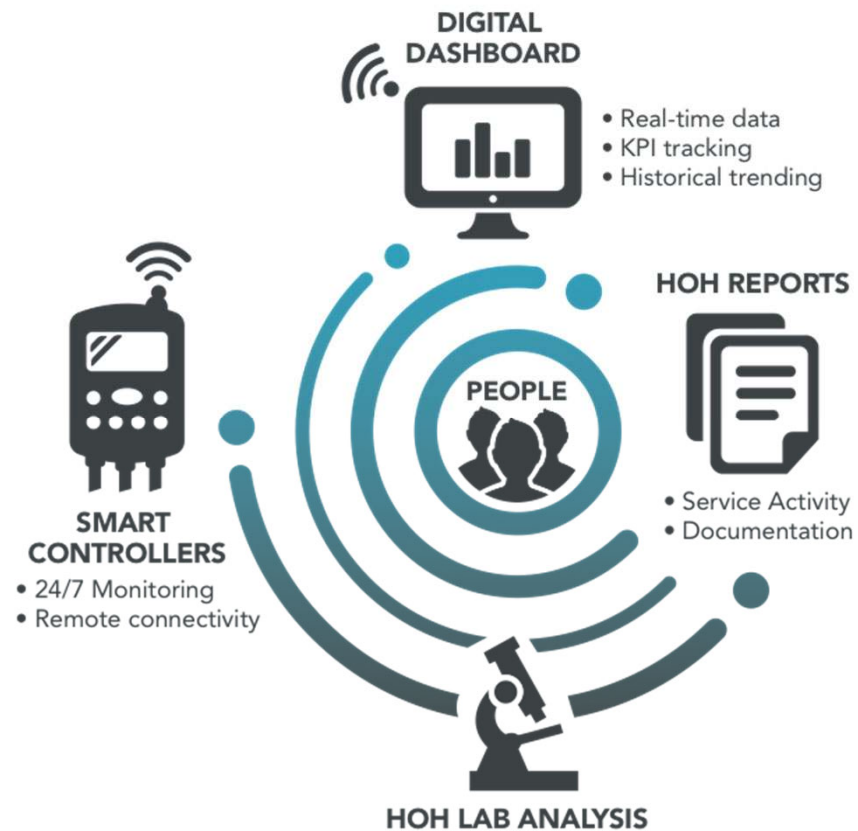 DIGITAL
DASHBOARD
• Real-time data
• KPI tracking
• Historical trending
HOH REPORTS
• Service Activity
• Documentation
PEOPLE
SMART
CONTROLLERS
• 24/7 Monitoring
• Remote connectivity
HOH LAB ANALYSIS